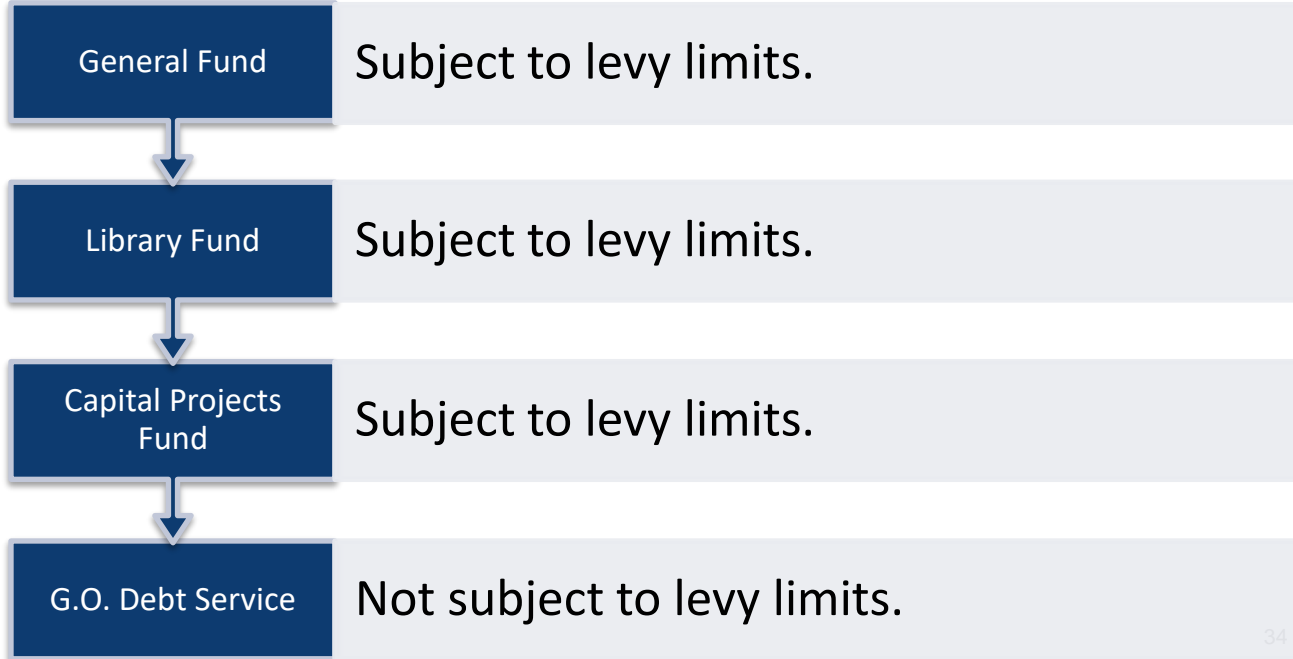 General Fund
Subject to levy limits.
Library Fund
Subject to levy limits.
Capital Projects
Fund
Subject to levy limits.
G.O. Debt Service
Not subject to levy limits.
34